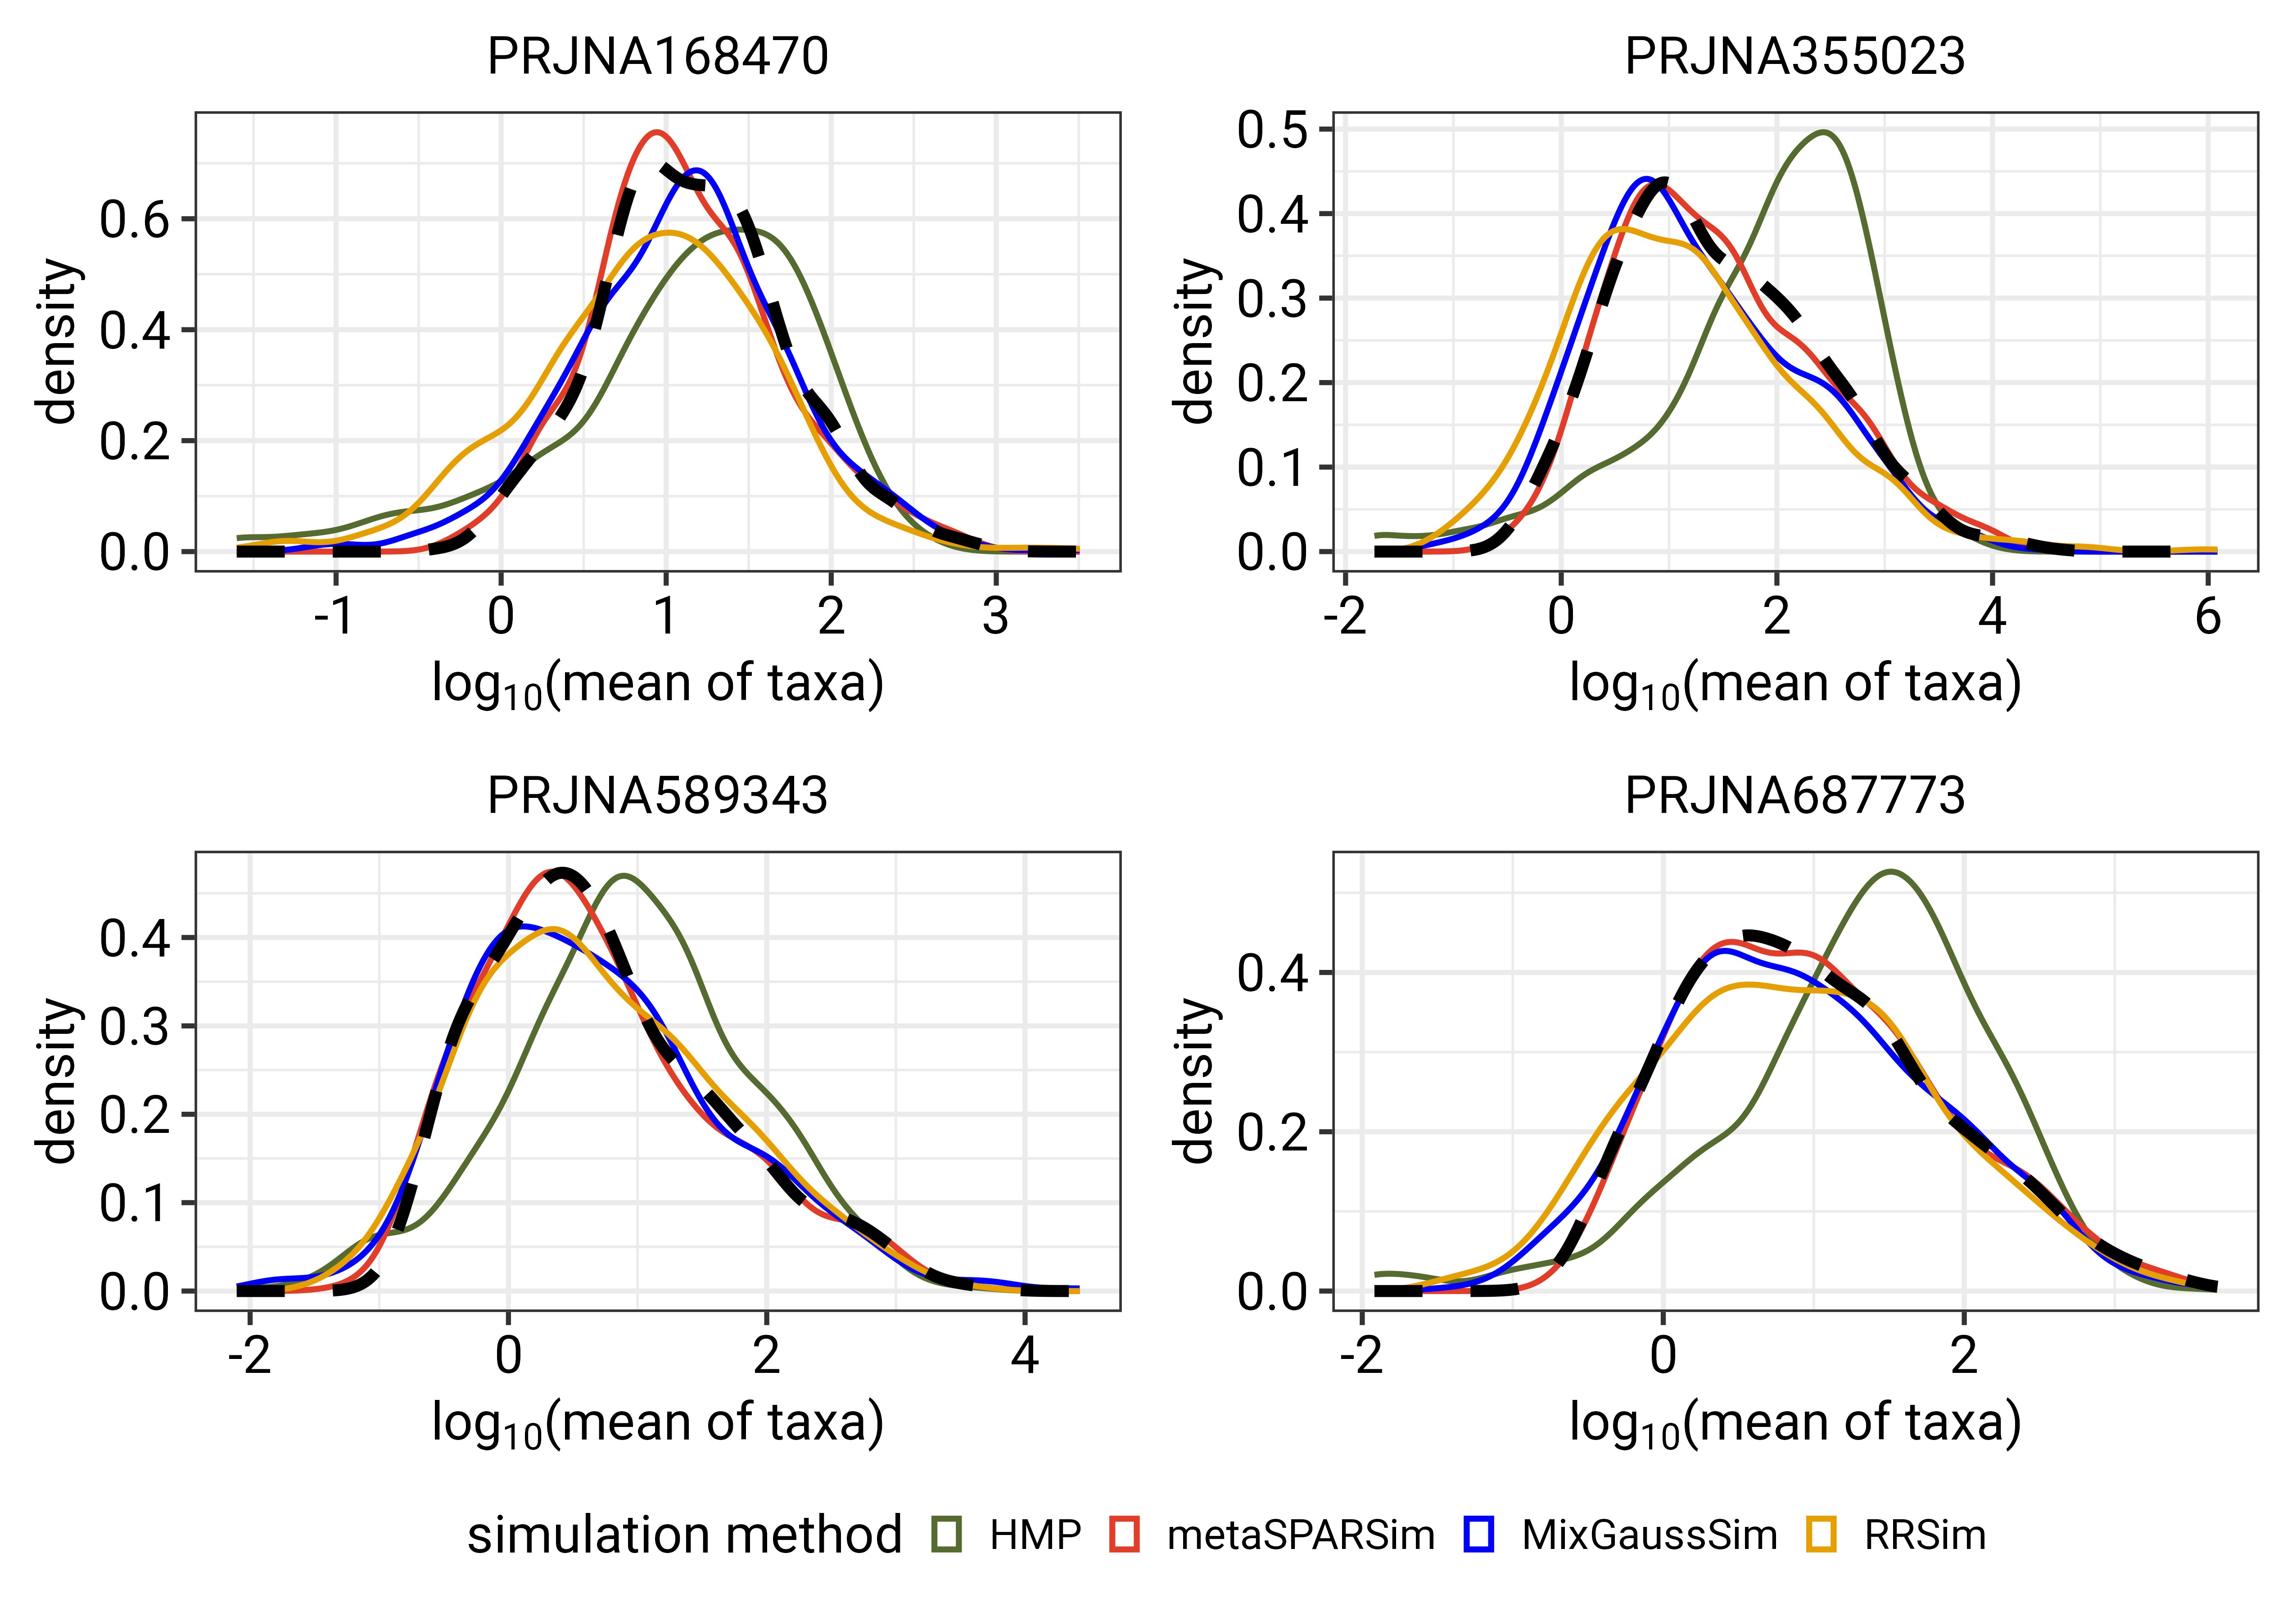 PRJNA168470
PRJNA355023
density
0.6
0.4
0.2
0.0
-1 0 1 2 3
log10(mean of taxa)
density
0.5
0.4
0.3
0.2
0.1
0.0
-2 0 2 4 6
log10(mean of taxa)
PRJNA589343
PRJNA687773
density
0.4
0.3
0.2
0.1
0.0
-2 0 2 4
log10(mean of taxa)
density
0.4
0.2
0.0
-2 0 2
log10(mean of taxa)
simulation method HMP metaSPARSim MixGaussSim RRSim